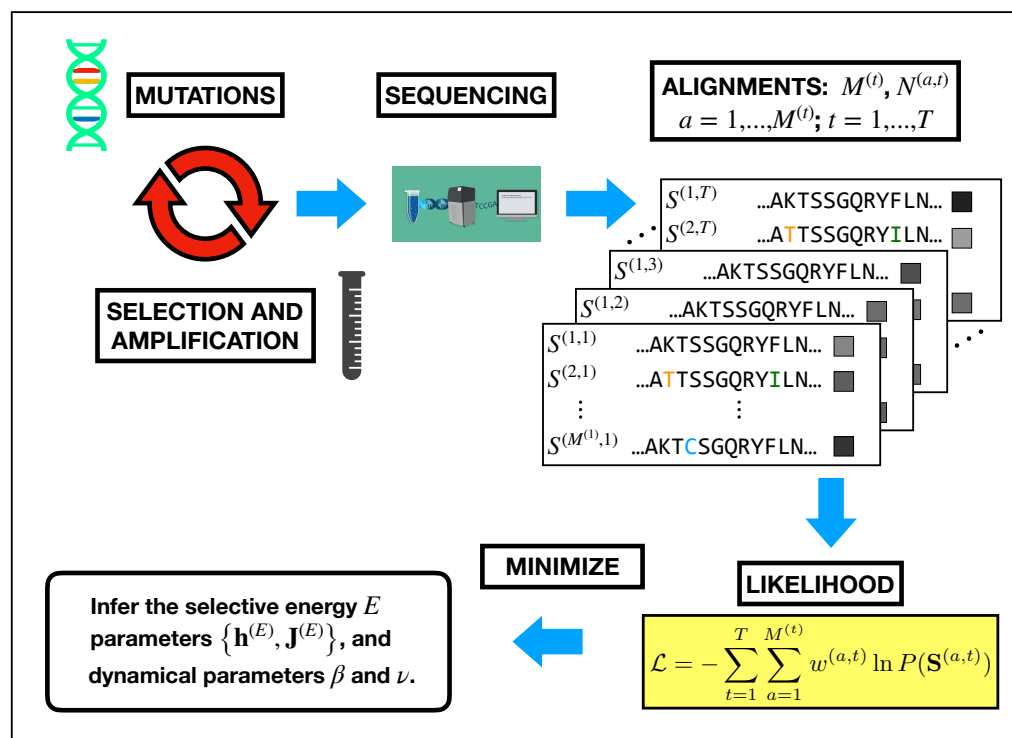 MUTATIONS
SEQUENCING
ALIGNMENTS: M^(t), N^(a,t)
a = 1,...,M^(t); t = 1,...,T
TCCGA
SELECTION AND
AMPLIFICATION
S^(1,T) ...AKTSSGQRYFLN...
S^(2,T) ...ATTSSGQRYILN...
S^(1,3) ...AKTSSGQRYFLN...
S^(1,2) ...AKTSSGQRYFLN...
S^(1,1) ...AKTSSGQRYFLN...
S^(2,1) ...ATTSSGQRYILN...
⋮ ⋮
S^(M^(1),1) ...AKTCSGQRYFLN...
MINIMIZE
LIKELIHOOD
Infer the selective energy E
parameters {h^(E), J^(E)}, and
dynamical parameters β and ν.
ℒ = − ∑_{t=1}^{T} ∑_{a=1}^{M^(t)} w^(a,t) ln P(S^(a,t))